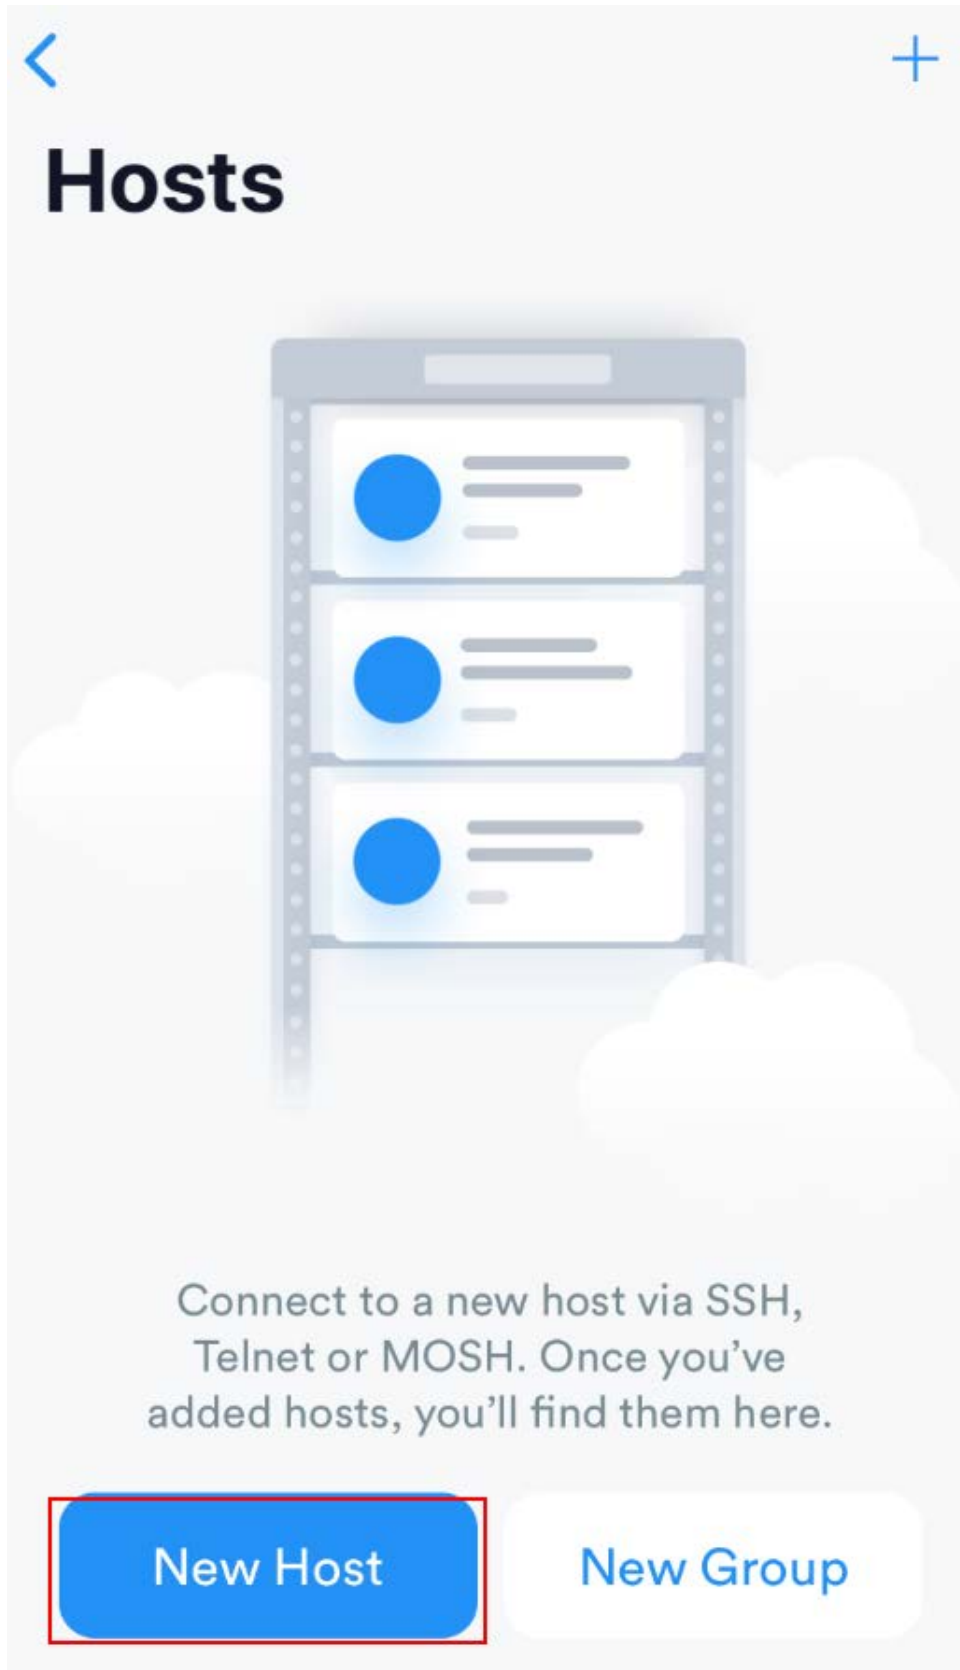 Hosts
Connect to a new host via SSH,
Telnet or MOSH. Once you’ve
added hosts, you’ll find them here.
New Host
New Group